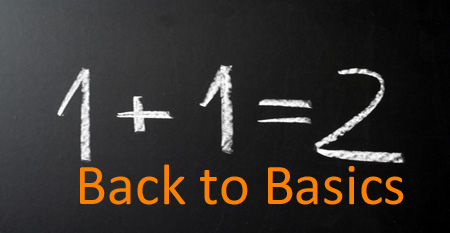 1 + 1 = 2
Back to Basics